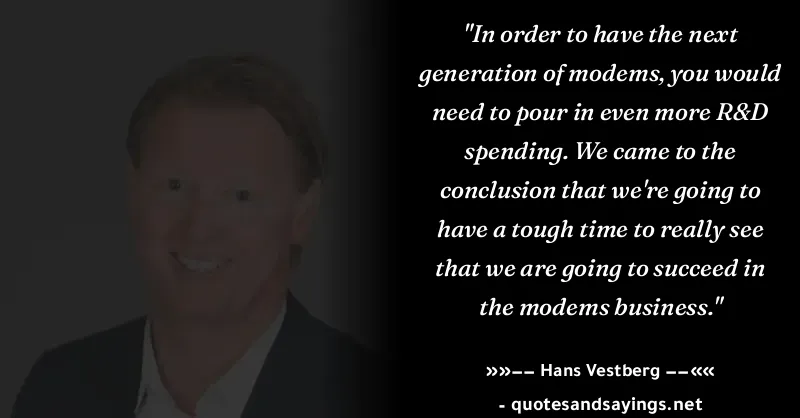 "In order to have the next
generation of modems, you would
need to pour in even more R&D
spending. We came to the
conclusion that we're going to
have a tough time to really see
that we are going to succeed in
the modems business."
»»–– Hans Vestberg ––««
- quotesandsayings.net